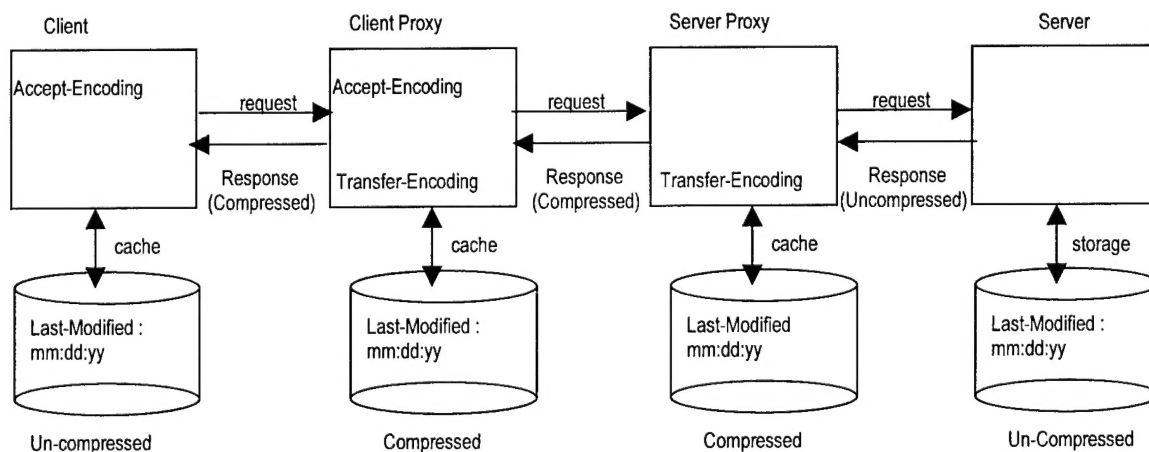 Client
Client Proxy
Server Proxy
Server
Accept-Encoding
request
Response
(Compressed)
Accept-Encoding
Transfer-Encoding
request
Response
(Compressed)
Transfer-Encoding
request
Response
(Uncompressed)
cache
cache
cache
storage
Last-Modified :
mm:dd:yy
Last-Modified :
mm:dd:yy
Last-Modified
mm:dd:yy
Last-Modified :
mm:dd:yy
Un-compressed
Compressed
Compressed
Un-Compressed